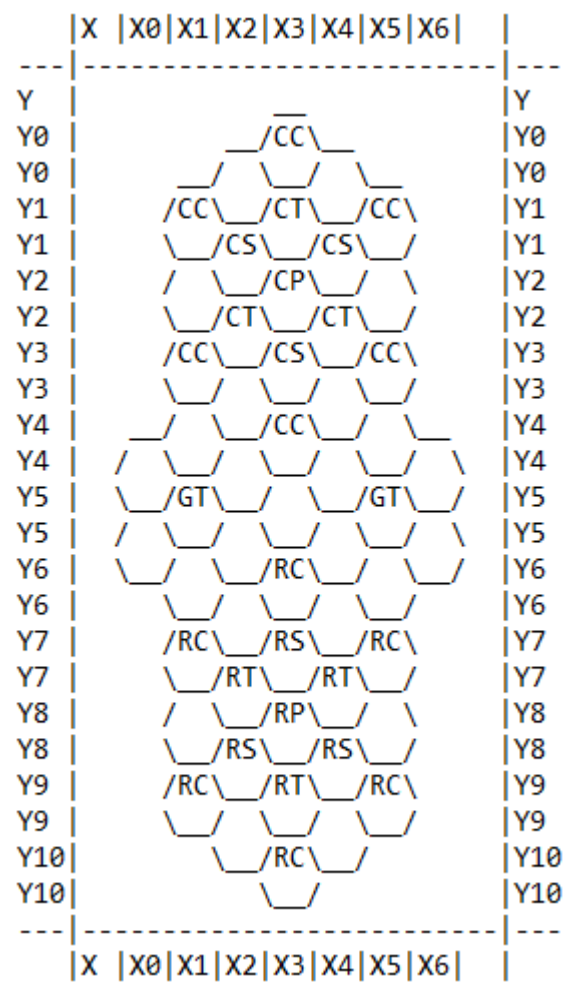 |X |X0|X1|X2|X3|X4|X5|X6|  |
---|--------------------------|---
Y  |            __            |Y
Y0 |         __/CC\__         |Y0
Y0 |      __/  \__/  \__      |Y0
Y1 |     /CC\__/CT\__/CC\     |Y1
Y1 |     \__/CS\__/CS\__/     |Y1
Y2 |     /  \__/CP\__/  \     |Y2
Y2 |     \__/CT\__/CT\__/     |Y2
Y3 |     /CC\__/CS\__/CC\     |Y3
Y3 |     \__/  \__/  \__/     |Y3
Y4 |   __/  \__/CC\__/  \__   |Y4
Y4 |  /  \__/  \__/  \__/  \  |Y4
Y5 |  \__/GT\__/  \__/GT\__/  |Y5
Y5 |  /  \__/  \__/  \__/  \  |Y5
Y6 |  \__/  \__/RC\__/  \__/  |Y6
Y6 |     \__/  \__/  \__/     |Y6
Y7 |     /RC\__/RS\__/RC\     |Y7
Y7 |     \__/RT\__/RT\__/     |Y7
Y8 |     /  \__/RP\__/  \     |Y8
Y8 |     \__/RS\__/RS\__/     |Y8
Y9 |     /RC\__/RT\__/RC\     |Y9
Y9 |     \__/  \__/  \__/     |Y9
Y10|        \__/RC\__/        |Y10
Y10|           \__/           |Y10
---|--------------------------|---
   |X |X0|X1|X2|X3|X4|X5|X6|  |